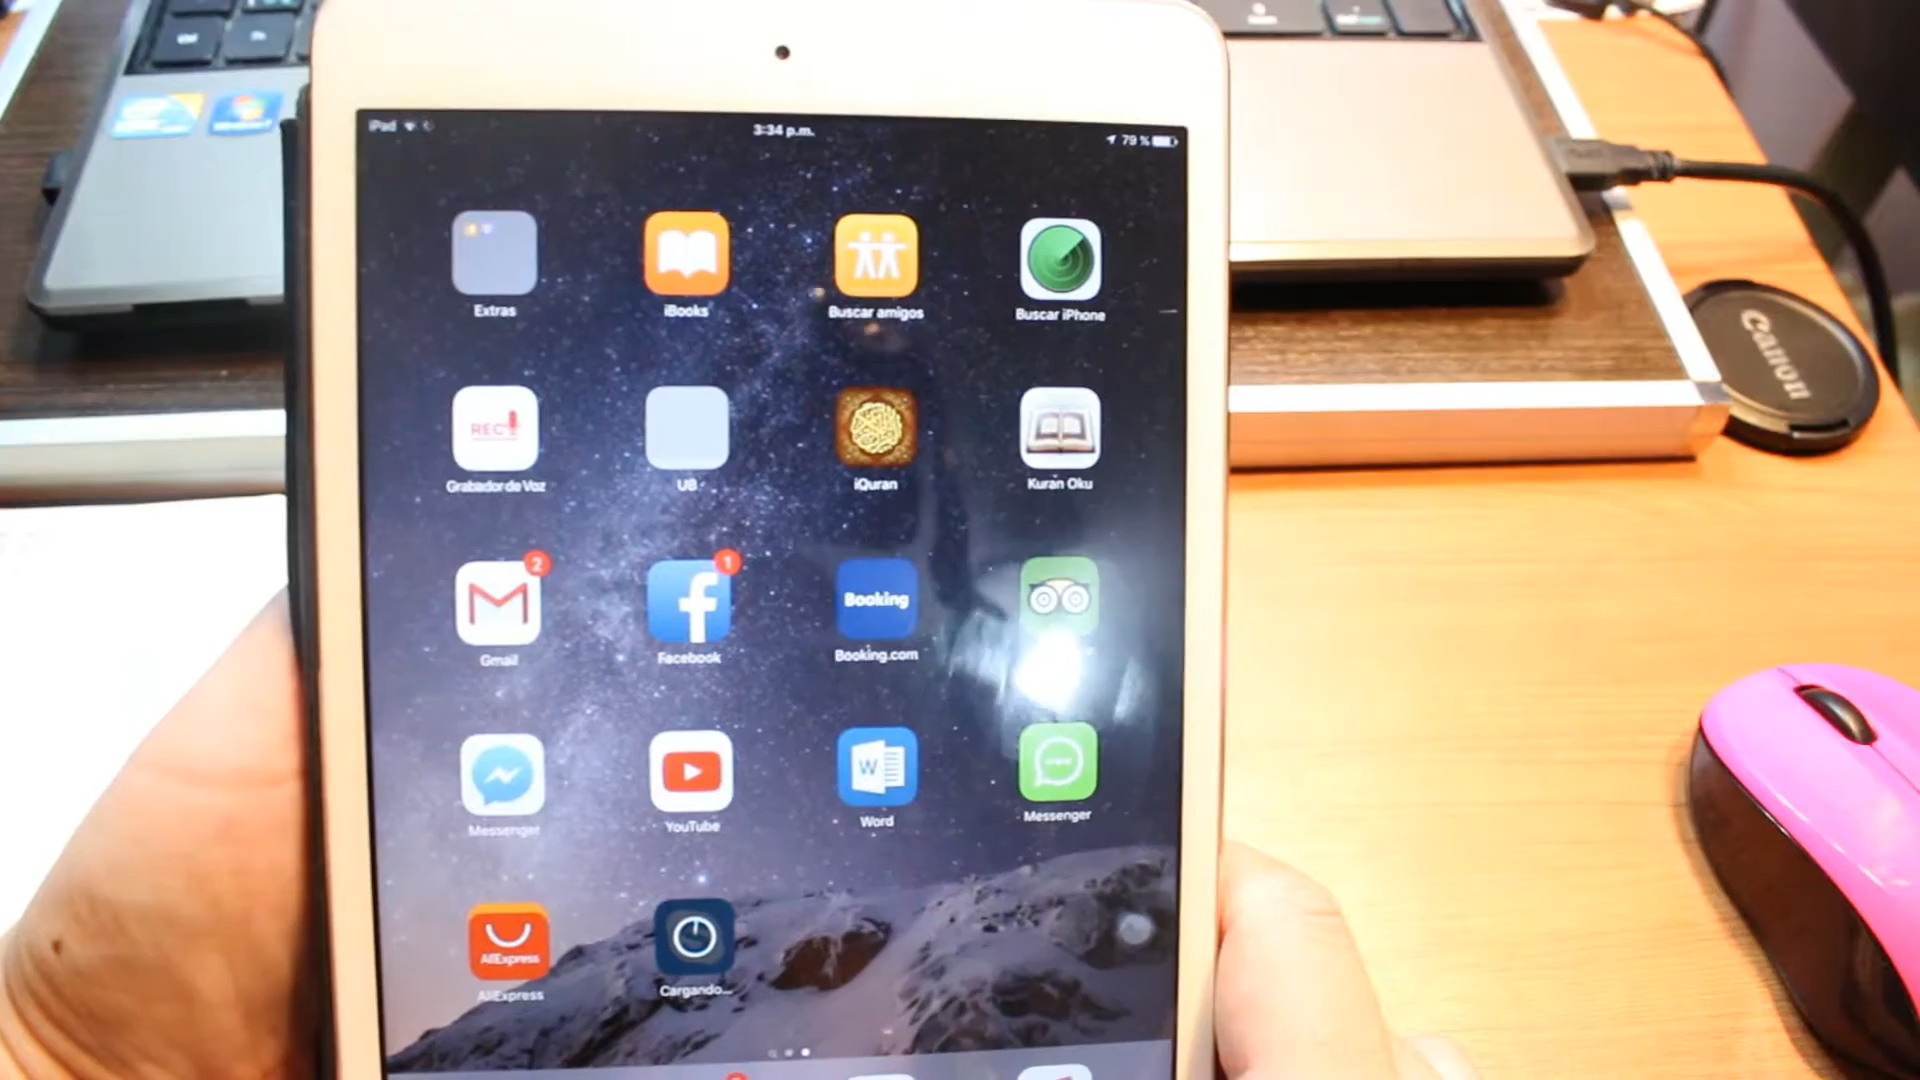 iPad
3:34 p.m.
79 %
Extras
iBooks
Buscar amigos
Buscar iPhone
REC
Grabador de Voz
UB
iQuran
Kuran Oku
2
1
Booking
Gmail
Facebook
Booking.com
W
Messenger
YouTube
Word
Messenger
AliExpress
AliExpress
Cargando...
Canon